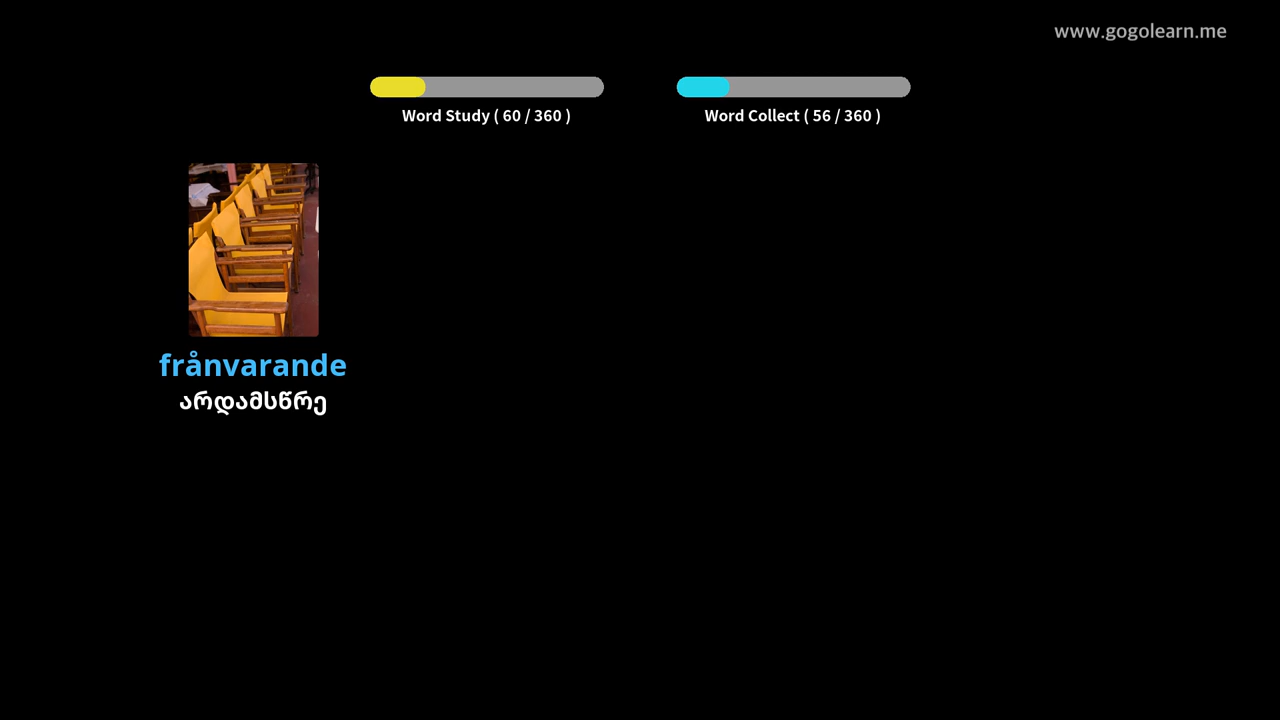 www.gogolearn.me
Word Study ( 60 / 360 )
Word Collect ( 56 / 360 )
frånvarande
არდამსწრე